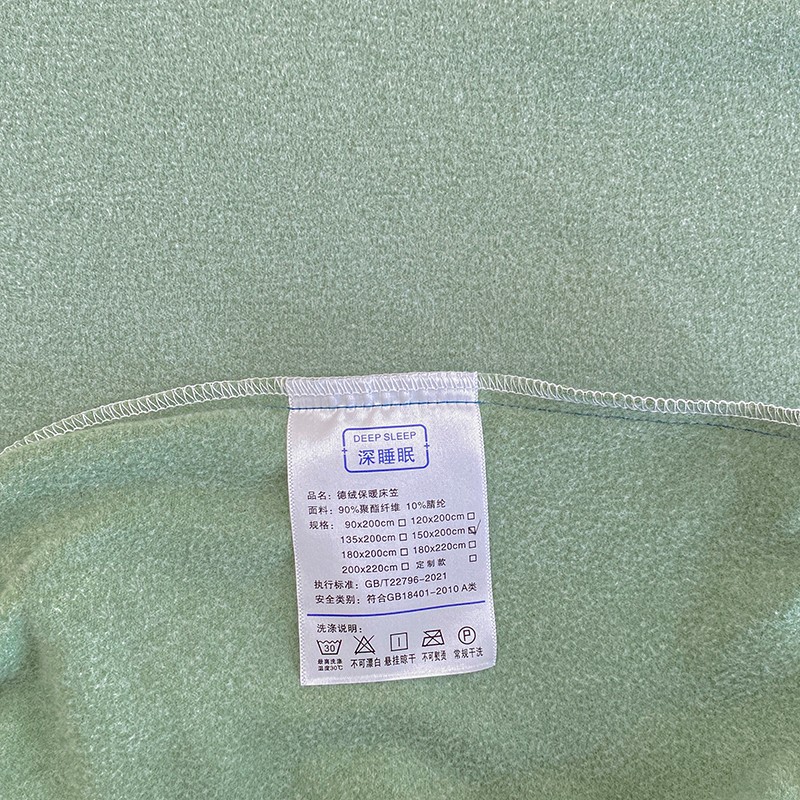 DEEP SLEEP
深睡眠
品名：德绒保暖床笠
面料：90%聚酯纤维 10%腈纶
规格：90x200cm□ 120x200cm□
135x200cm□ 150x200cm☑
180x200cm□ 180x220cm□
200x220cm□ 定制款 □
执行标准：GB/T22796-2021
安全类别：符合GB18401-2010 A类
洗涤说明：
30 P
最高洗涤 温度30℃ 不可漂白 悬挂晾干 不可熨烫 常规干洗